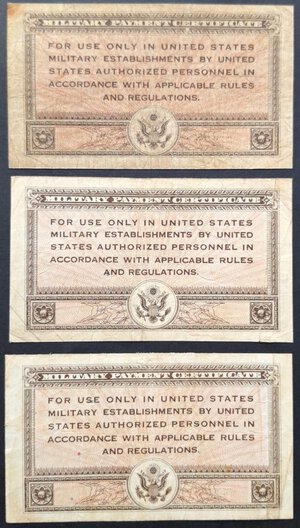 MILITARY PAYMENT CERTIFICATE
FOR USE ONLY IN UNITED STATES
MILITARY ESTABLISHMENTS BY UNITED
STATES AUTHORIZED PERSONNEL IN
ACCORDANCE WITH APPLICABLE RULES
AND REGULATIONS.
MILITARY PAYMENT CERTIFICATE
FOR USE ONLY IN UNITED STATES
MILITARY ESTABLISHMENTS BY UNITED
STATES AUTHORIZED PERSONNEL IN
ACCORDANCE WITH APPLICABLE RULES
AND REGULATIONS.
MILITARY PAYMENT CERTIFICATE
FOR USE ONLY IN UNITED STATES
MILITARY ESTABLISHMENTS BY UNITED
STATES AUTHORIZED PERSONNEL IN
ACCORDANCE WITH APPLICABLE RULES
AND REGULATIONS.